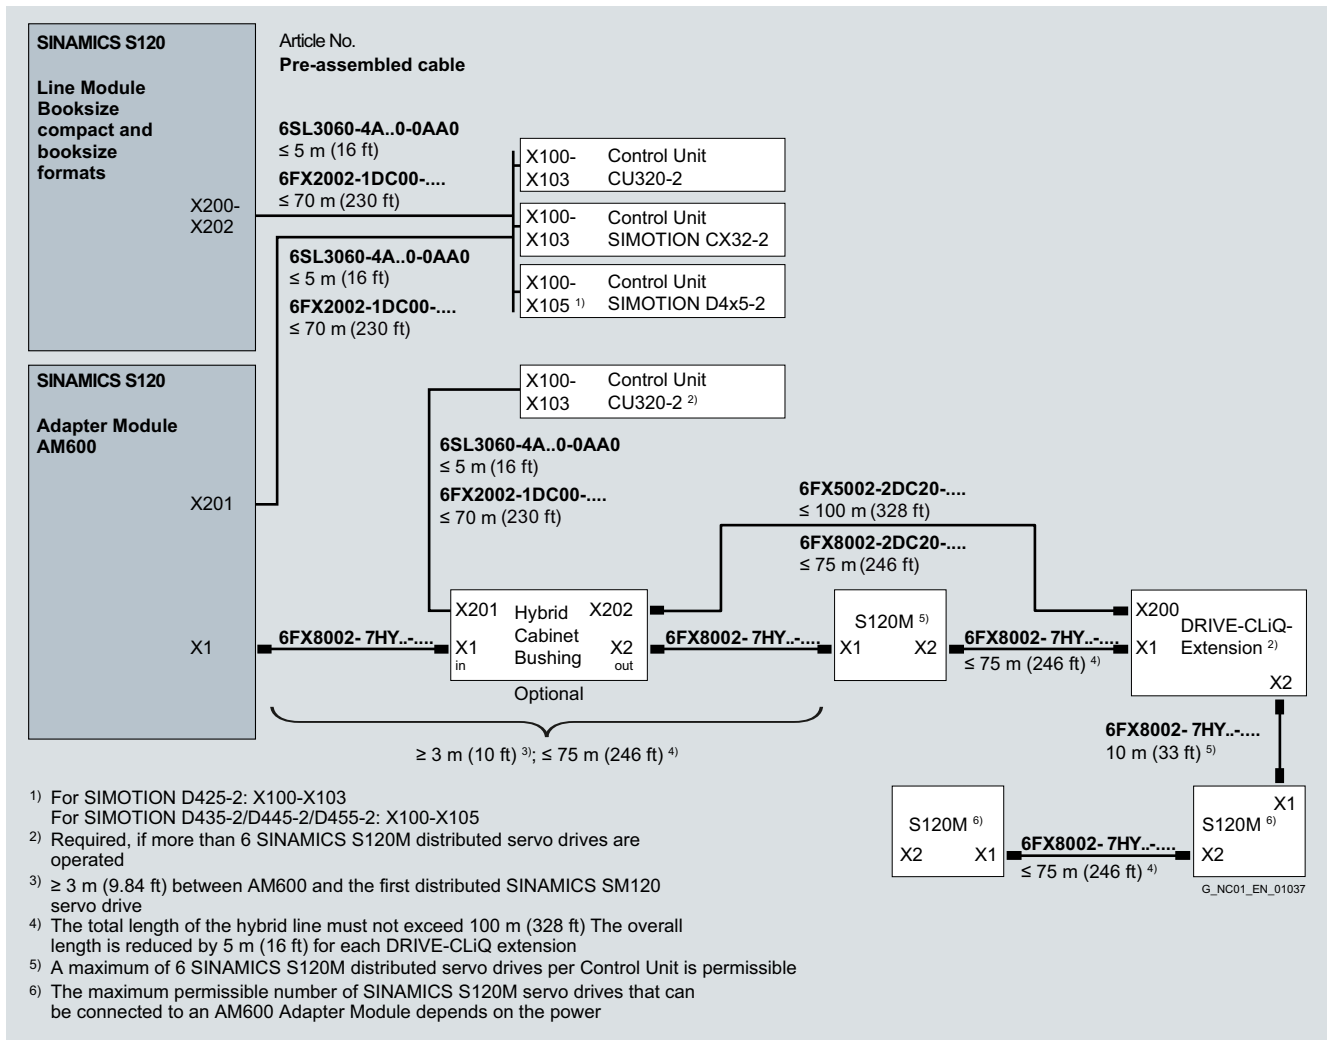 SINAMICS S120
Line Module
Booksize
compact and
booksize
formats
X200-
X202
Article No.
Pre-assembled cable
6SL3060-4A..0-0AA0
≤ 5 m (16 ft)
6FX2002-1DC00-....
≤ 70 m (230 ft)
X100- Control Unit
X103 CU320-2
X100- Control Unit
X103 SIMOTION CX32-2
X100- Control Unit
X105 1) SIMOTION D4x5-2
6SL3060-4A..0-0AA0
≤ 5 m (16 ft)
6FX2002-1DC00-....
≤ 70 m (230 ft)
SINAMICS S120
Adapter Module
AM600
X201
X1
X100- Control Unit
X103 CU320-2 2)
6SL3060-4A..0-0AA0
≤ 5 m (16 ft)
6FX2002-1DC00-....
≤ 70 m (230 ft)
6FX5002-2DC20-....
≤ 100 m (328 ft)
6FX8002-2DC20-....
≤ 75 m (246 ft)
6FX8002- 7HY..-....
X201 Hybrid X202
X1 Cabinet X2
in Bushing out
Optional
6FX8002- 7HY..-....
S120M 5)
X1 X2
6FX8002- 7HY..-....
≤ 75 m (246 ft) 4)
X200
DRIVE-CLiQ-
X1 Extension 2)
X2
≥ 3 m (10 ft) 3); ≤ 75 m (246 ft) 4)
6FX8002- 7HY..-....
10 m (33 ft) 5)
X1
S120M 6)
X2
6FX8002- 7HY..-....
≤ 75 m (246 ft) 4)
S120M 6)
X2 X1
G_NC01_EN_01037
1) For SIMOTION D425-2: X100-X103
For SIMOTION D435-2/D445-2/D455-2: X100-X105
2) Required, if more than 6 SINAMICS S120M distributed servo drives are
operated
3) ≥ 3 m (9.84 ft) between AM600 and the first distributed SINAMICS SM120
servo drive
4) The total length of the hybrid line must not exceed 100 m (328 ft) The overall
length is reduced by 5 m (16 ft) for each DRIVE-CLiQ extension
5) A maximum of 6 SINAMICS S120M distributed servo drives per Control Unit is permissible
6) The maximum permissible number of SINAMICS S120M servo drives that can
be connected to an AM600 Adapter Module depends on the power